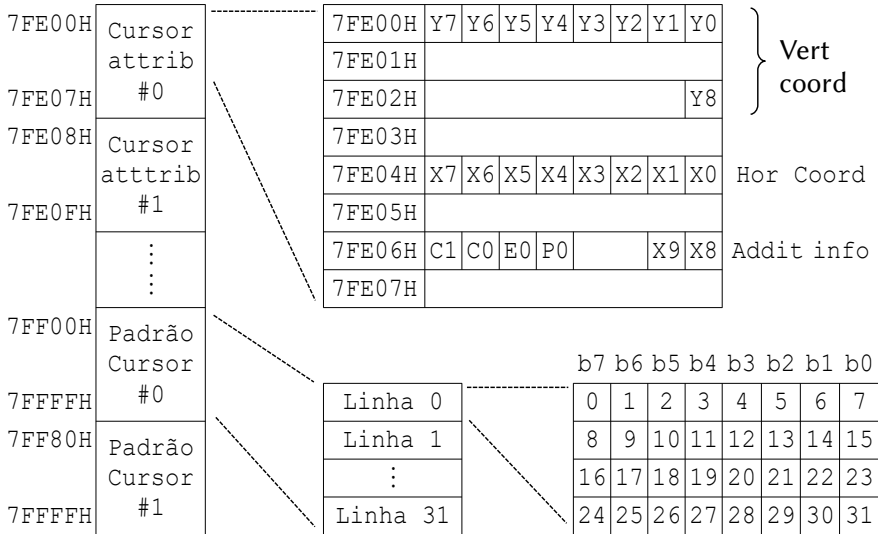 7FE00H
Cursor
attrib
#0
7FE07H
7FE08H
Cursor
atttrib
#1
7FE0FH
⋮
7FF00H
Padrão
Cursor
#0
7FFFFH
7FF80H
Padrão
Cursor
#1
7FFFFH
7FE00H Y7 Y6 Y5 Y4 Y3 Y2 Y1 Y0
7FE01H
7FE02H Y8
7FE03H
7FE04H X7 X6 X5 X4 X3 X2 X1 X0 Hor Coord
7FE05H
7FE06H C1 C0 E0 P0 X9 X8 Addit info
7FE07H
Vert
coord
Linha 0
Linha 1
⋮
Linha 31
b7 b6 b5 b4 b3 b2 b1 b0
0 1 2 3 4 5 6 7
8 9 10 11 12 13 14 15
16 17 18 19 20 21 22 23
24 25 26 27 28 29 30 31